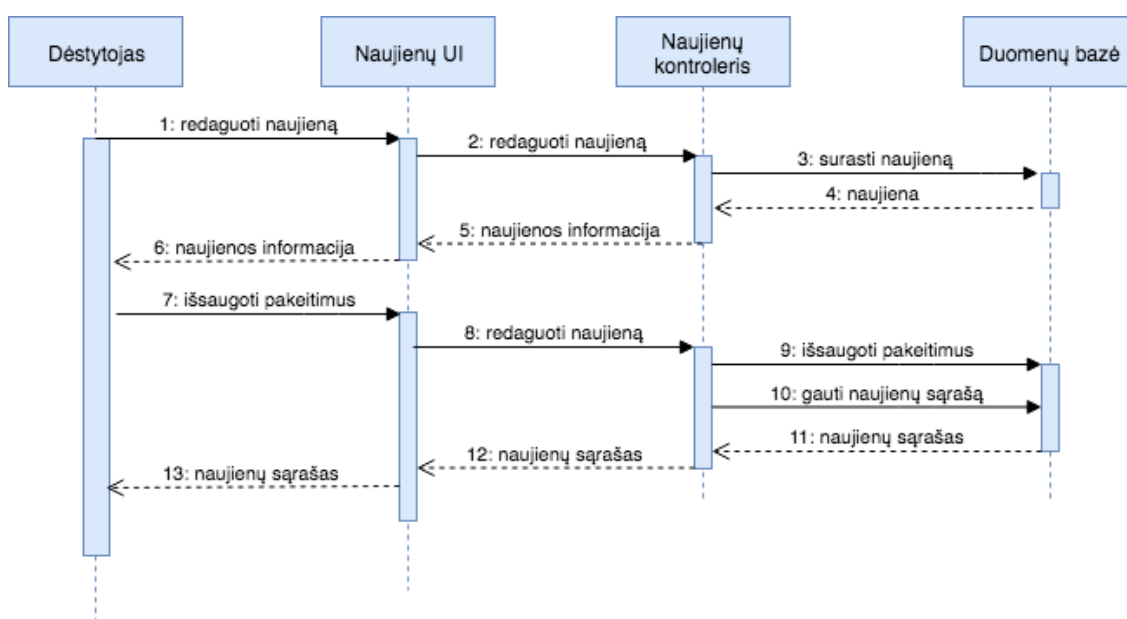 Dėstytojas
Naujienų UI
Naujienų
kontroleris
Duomenų bazė
1: redaguoti naujieną
2: redaguoti naujieną
3: surasti naujieną
4: naujiena
5: naujienos informacija
6: naujienos informacija
7: išsaugoti pakeitimus
8: redaguoti naujieną
9: išsaugoti pakeitimus
10: gauti naujienų sąrašą
11: naujienų sąrašas
12: naujienų sąrašas
13: naujienų sąrašas